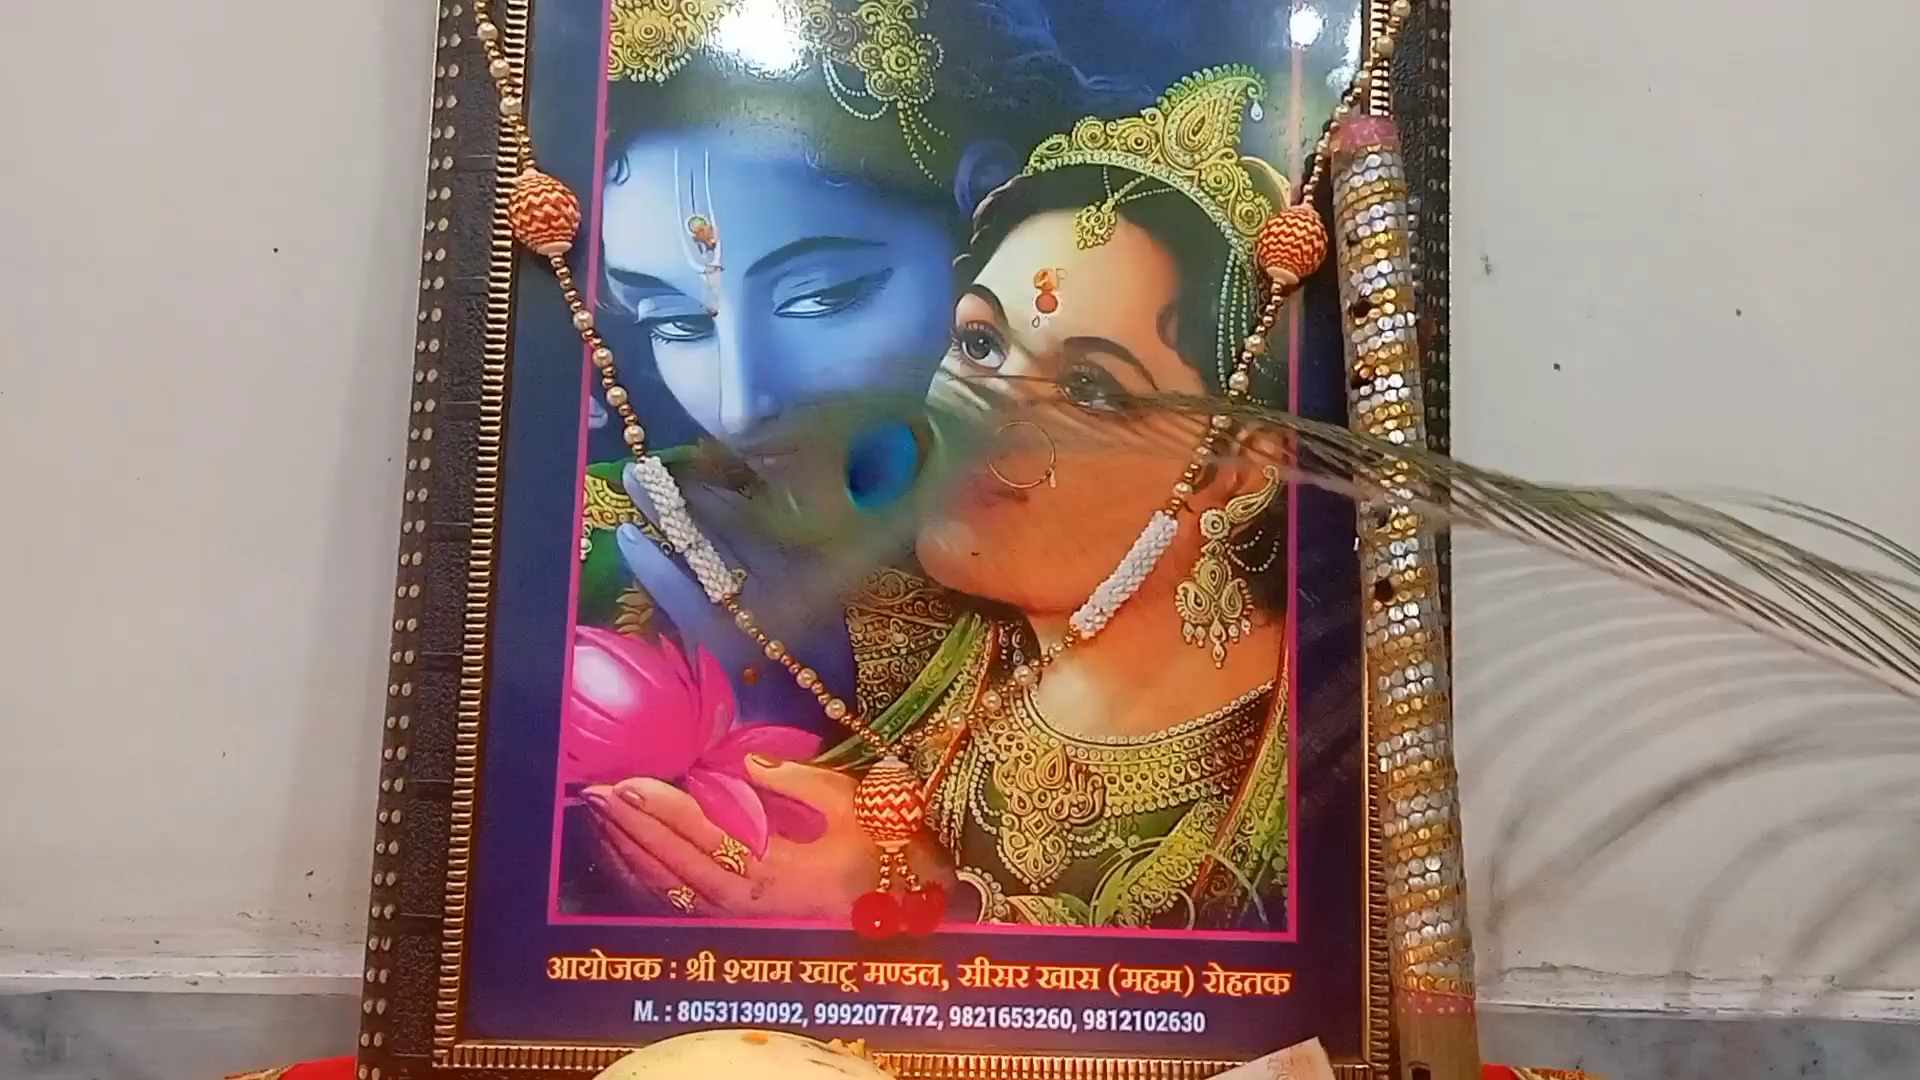 आयोजक : श्री श्याम खाटू मण्डल, सीसर खास (महम) रोहतक
M. : 8053139092, 9992077472, 9821653260, 9812102630